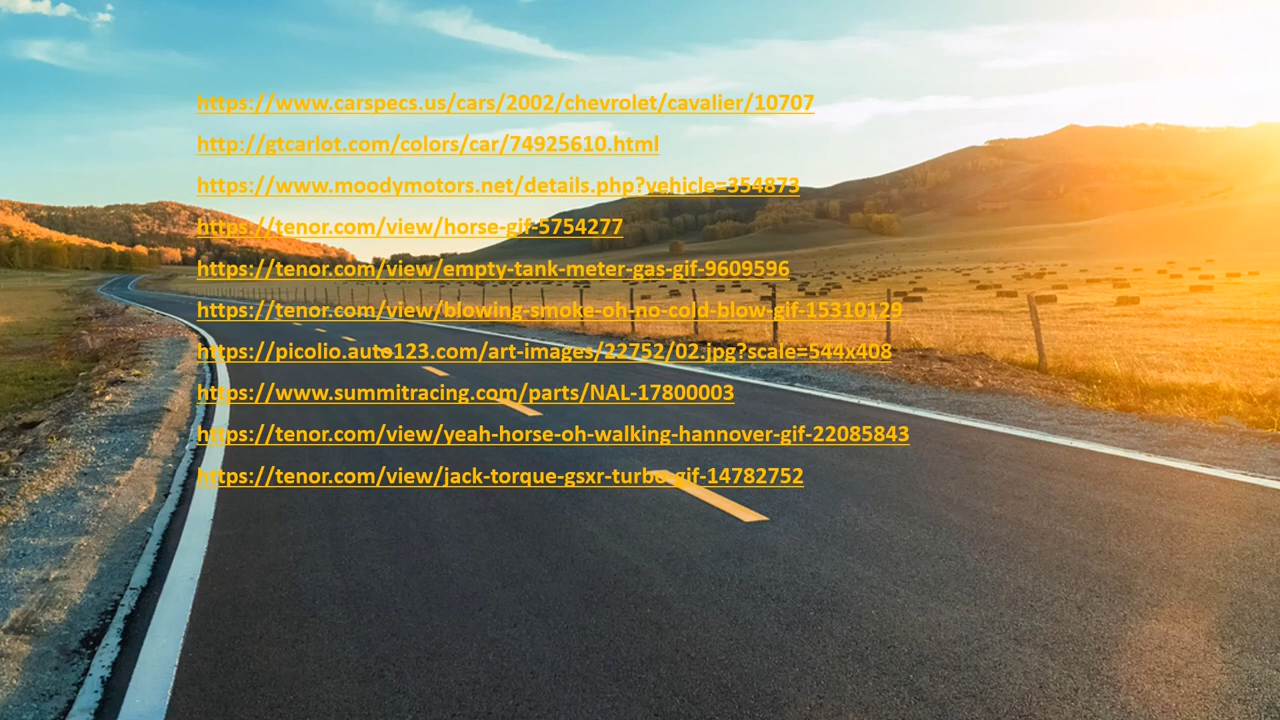 https://www.carspecs.us/cars/2002/chevrolet/cavalier/10707
http://gtcarlot.com/colors/car/74925610.html
https://www.moodymotors.net/details.php?vehicle=354873
https://tenor.com/view/horse-gif-5754277
https://tenor.com/view/empty-tank-meter-gas-gif-9609596
https://tenor.com/view/blowing-smoke-oh-no-cold-blow-gif-15310129
https://picolio.auto123.com/art-images/22752/02.jpg?scale=544x408
https://www.summitracing.com/parts/NAL-17800003
https://tenor.com/view/yeah-horse-oh-walking-hannover-gif-22085843
https://tenor.com/view/jack-torque-gsxr-turbo-gif-14782752